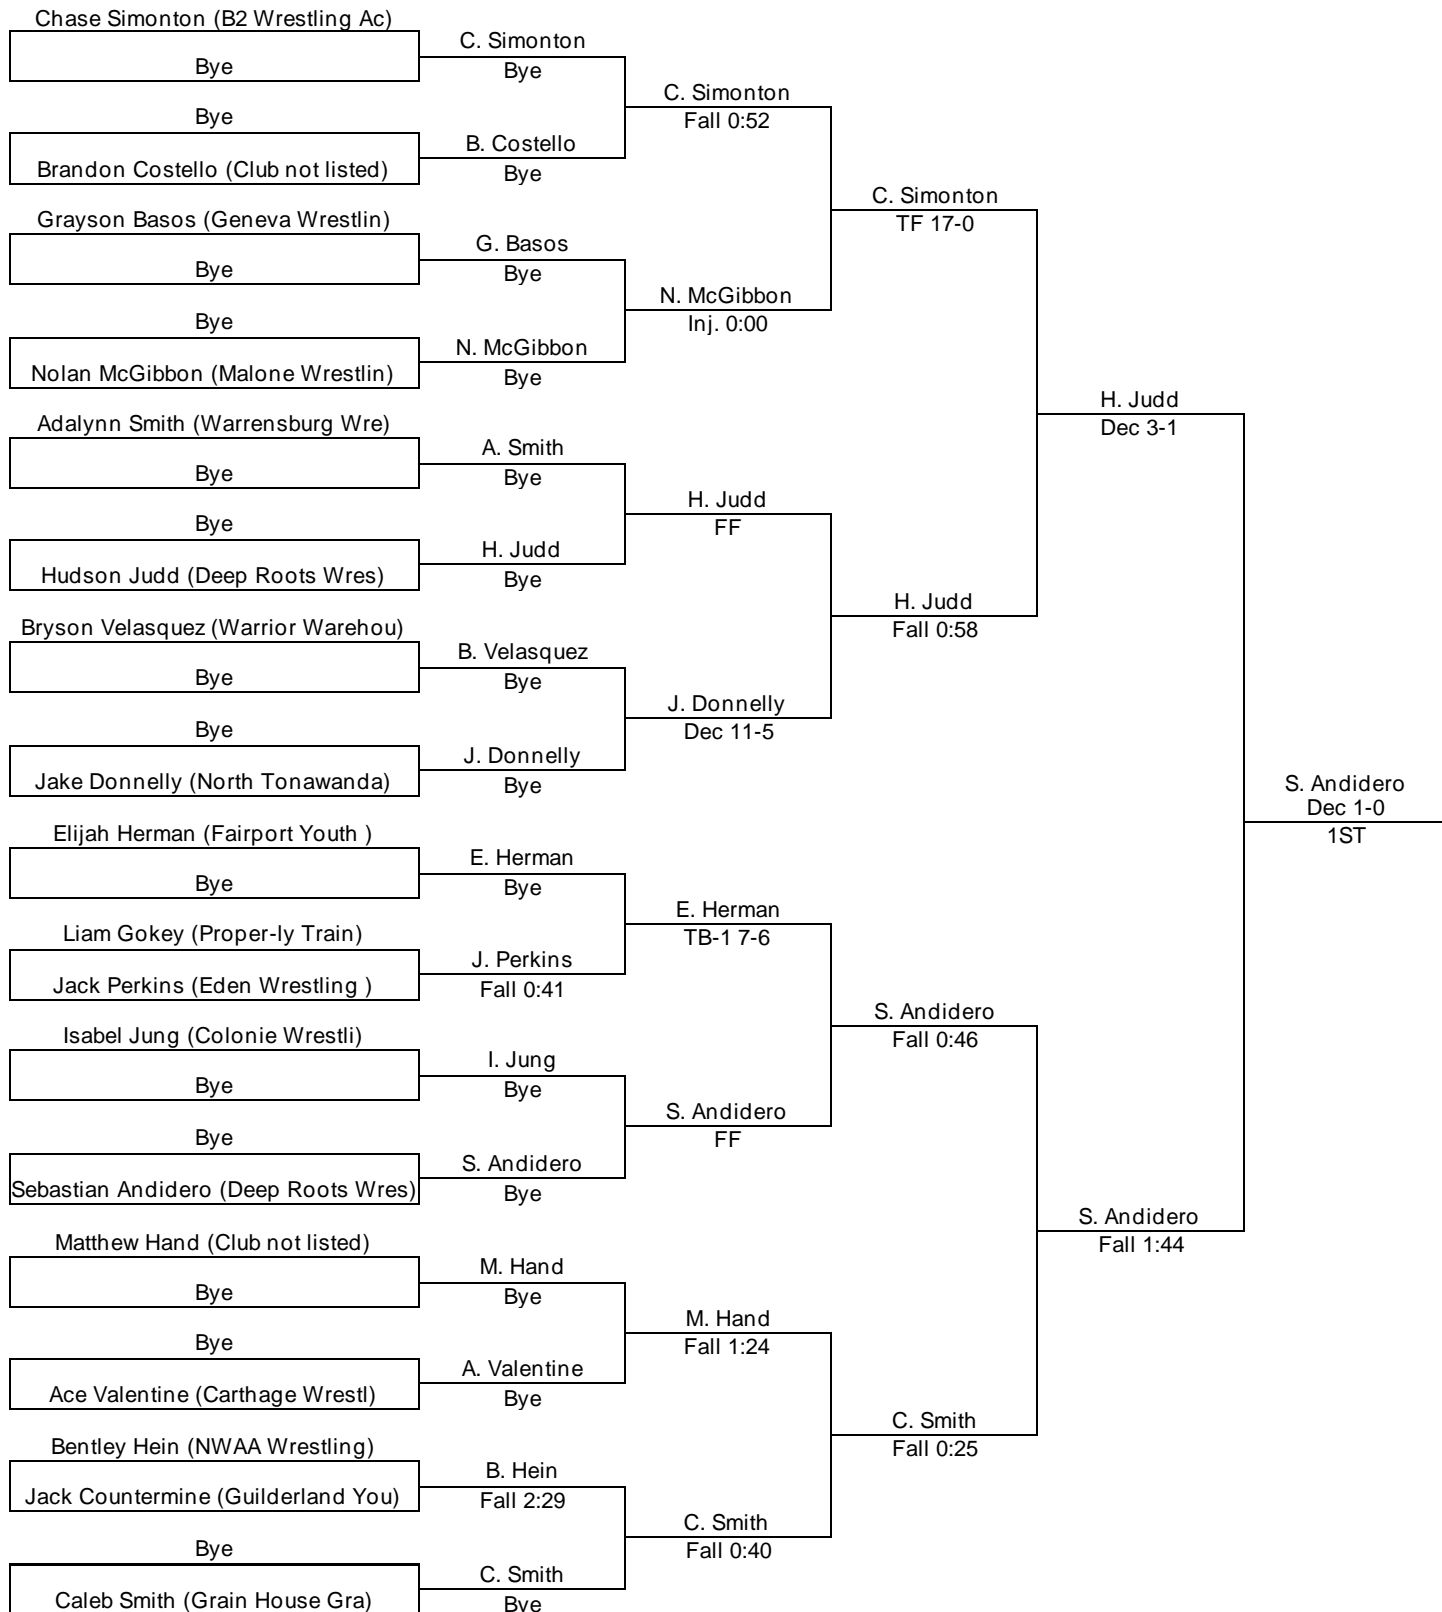 Chase Simonton (B2 Wrestling Ac)
Bye
Bye
Brandon Costello (Club not listed)
Grayson Basos (Geneva Wrestlin)
Bye
Bye
Nolan McGibbon (Malone Wrestlin)
Adalynn Smith (Warrensburg Wre)
Bye
Bye
Hudson Judd (Deep Roots Wres)
Bryson Velasquez (Warrior Warehou)
Bye
Bye
Jake Donnelly (North Tonawanda)
Elijah Herman (Fairport Youth )
Bye
Liam Gokey (Proper-ly Train)
Jack Perkins (Eden Wrestling )
Isabel Jung (Colonie Wrestli)
Bye
Bye
Sebastian Andidero (Deep Roots Wres)
Matthew Hand (Club not listed)
Bye
Bye
Ace Valentine (Carthage Wrestl)
Bentley Hein (NWAA Wrestling)
Jack Countermine (Guilderland You)
Bye
Caleb Smith (Grain House Gra)
C. Simonton
Bye
B. Costello
Bye
G. Basos
Bye
N. McGibbon
Bye
A. Smith
Bye
H. Judd
Bye
B. Velasquez
Bye
J. Donnelly
Bye
E. Herman
Bye
J. Perkins
Fall 0:41
I. Jung
Bye
S. Andidero
Bye
M. Hand
Bye
A. Valentine
Bye
B. Hein
Fall 2:29
C. Smith
Bye
C. Simonton
Fall 0:52
N. McGibbon
Inj. 0:00
H. Judd
FF
J. Donnelly
Dec 11-5
E. Herman
TB-1 7-6
S. Andidero
FF
M. Hand
Fall 1:24
C. Smith
Fall 0:40
C. Simonton
TF 17-0
H. Judd
Fall 0:58
S. Andidero
Fall 0:46
C. Smith
Fall 0:25
H. Judd
Dec 3-1
S. Andidero
Fall 1:44
S. Andidero
Dec 1-0
1ST